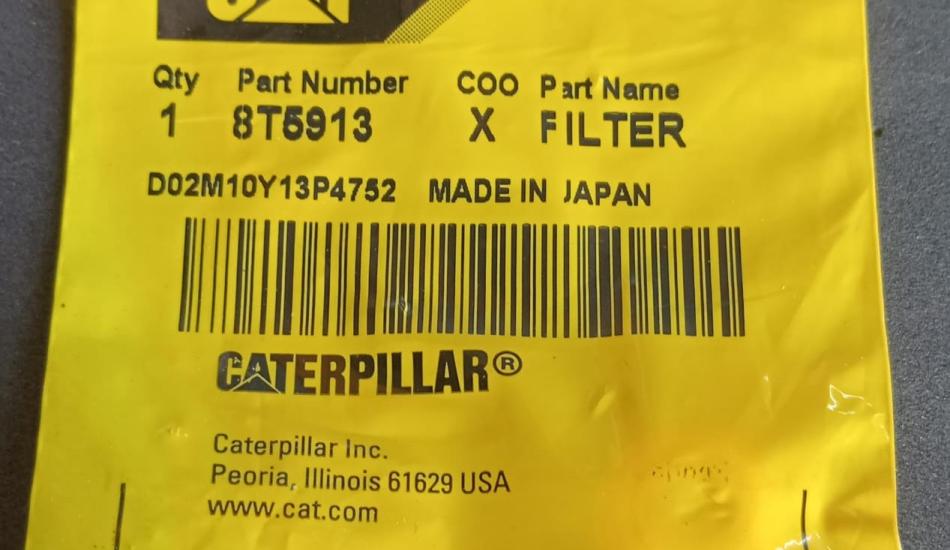 Qty Part Number COO Part Name
1 8T5913 X FILTER
D02M10Y13P4752 MADE IN JAPAN
CATERPILLAR®
Caterpillar Inc.
Peoria, Illinois 61629 USA
www.cat.com